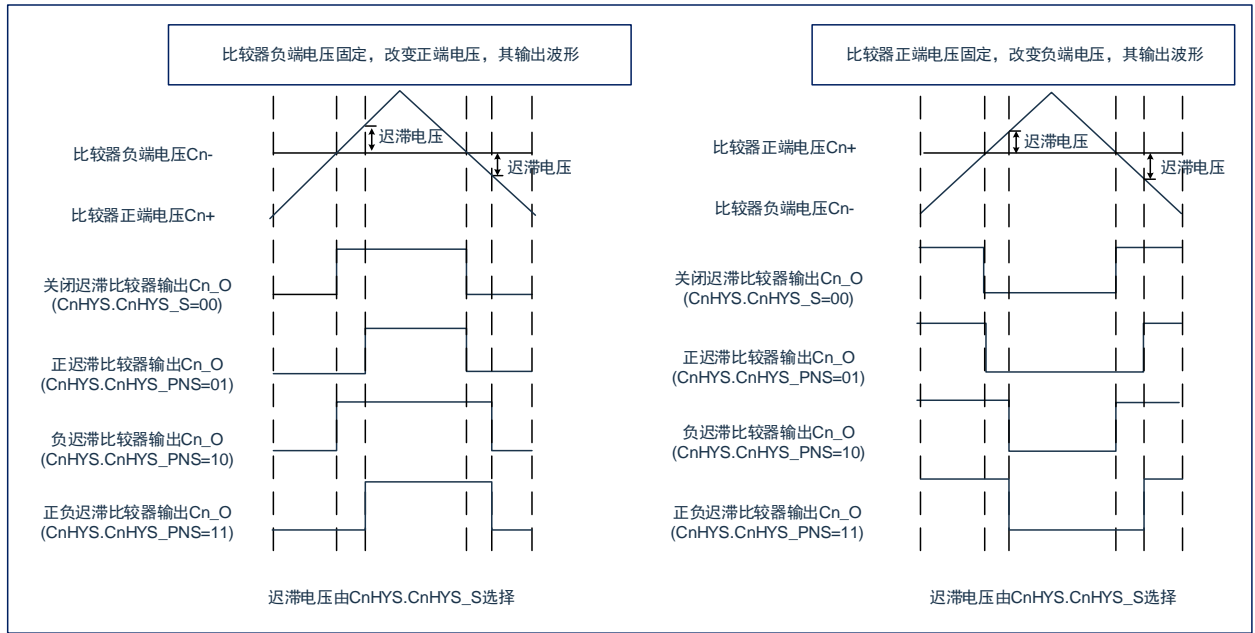 比较器负端电压固定，改变正端电压，其输出波形
迟滞电压
比较器负端电压Cn-
迟滞电压
比较器正端电压Cn+
关闭迟滞比较器输出Cn_O
(CnHYS.CnHYS_S=00)
正迟滞比较器输出Cn_O
(CnHYS.CnHYS_PNS=01)
负迟滞比较器输出Cn_O
(CnHYS.CnHYS_PNS=10)
正负迟滞比较器输出Cn_O
(CnHYS.CnHYS_PNS=11)
迟滞电压由CnHYS.CnHYS_S选择
比较器正端电压固定，改变负端电压，其输出波形
迟滞电压
比较器正端电压Cn+
迟滞电压
比较器负端电压Cn-
关闭迟滞比较器输出Cn_O
(CnHYS.CnHYS_S=00)
正迟滞比较器输出Cn_O
(CnHYS.CnHYS_PNS=01)
负迟滞比较器输出Cn_O
(CnHYS.CnHYS_PNS=10)
正负迟滞比较器输出Cn_O
(CnHYS.CnHYS_PNS=11)
迟滞电压由CnHYS.CnHYS_S选择